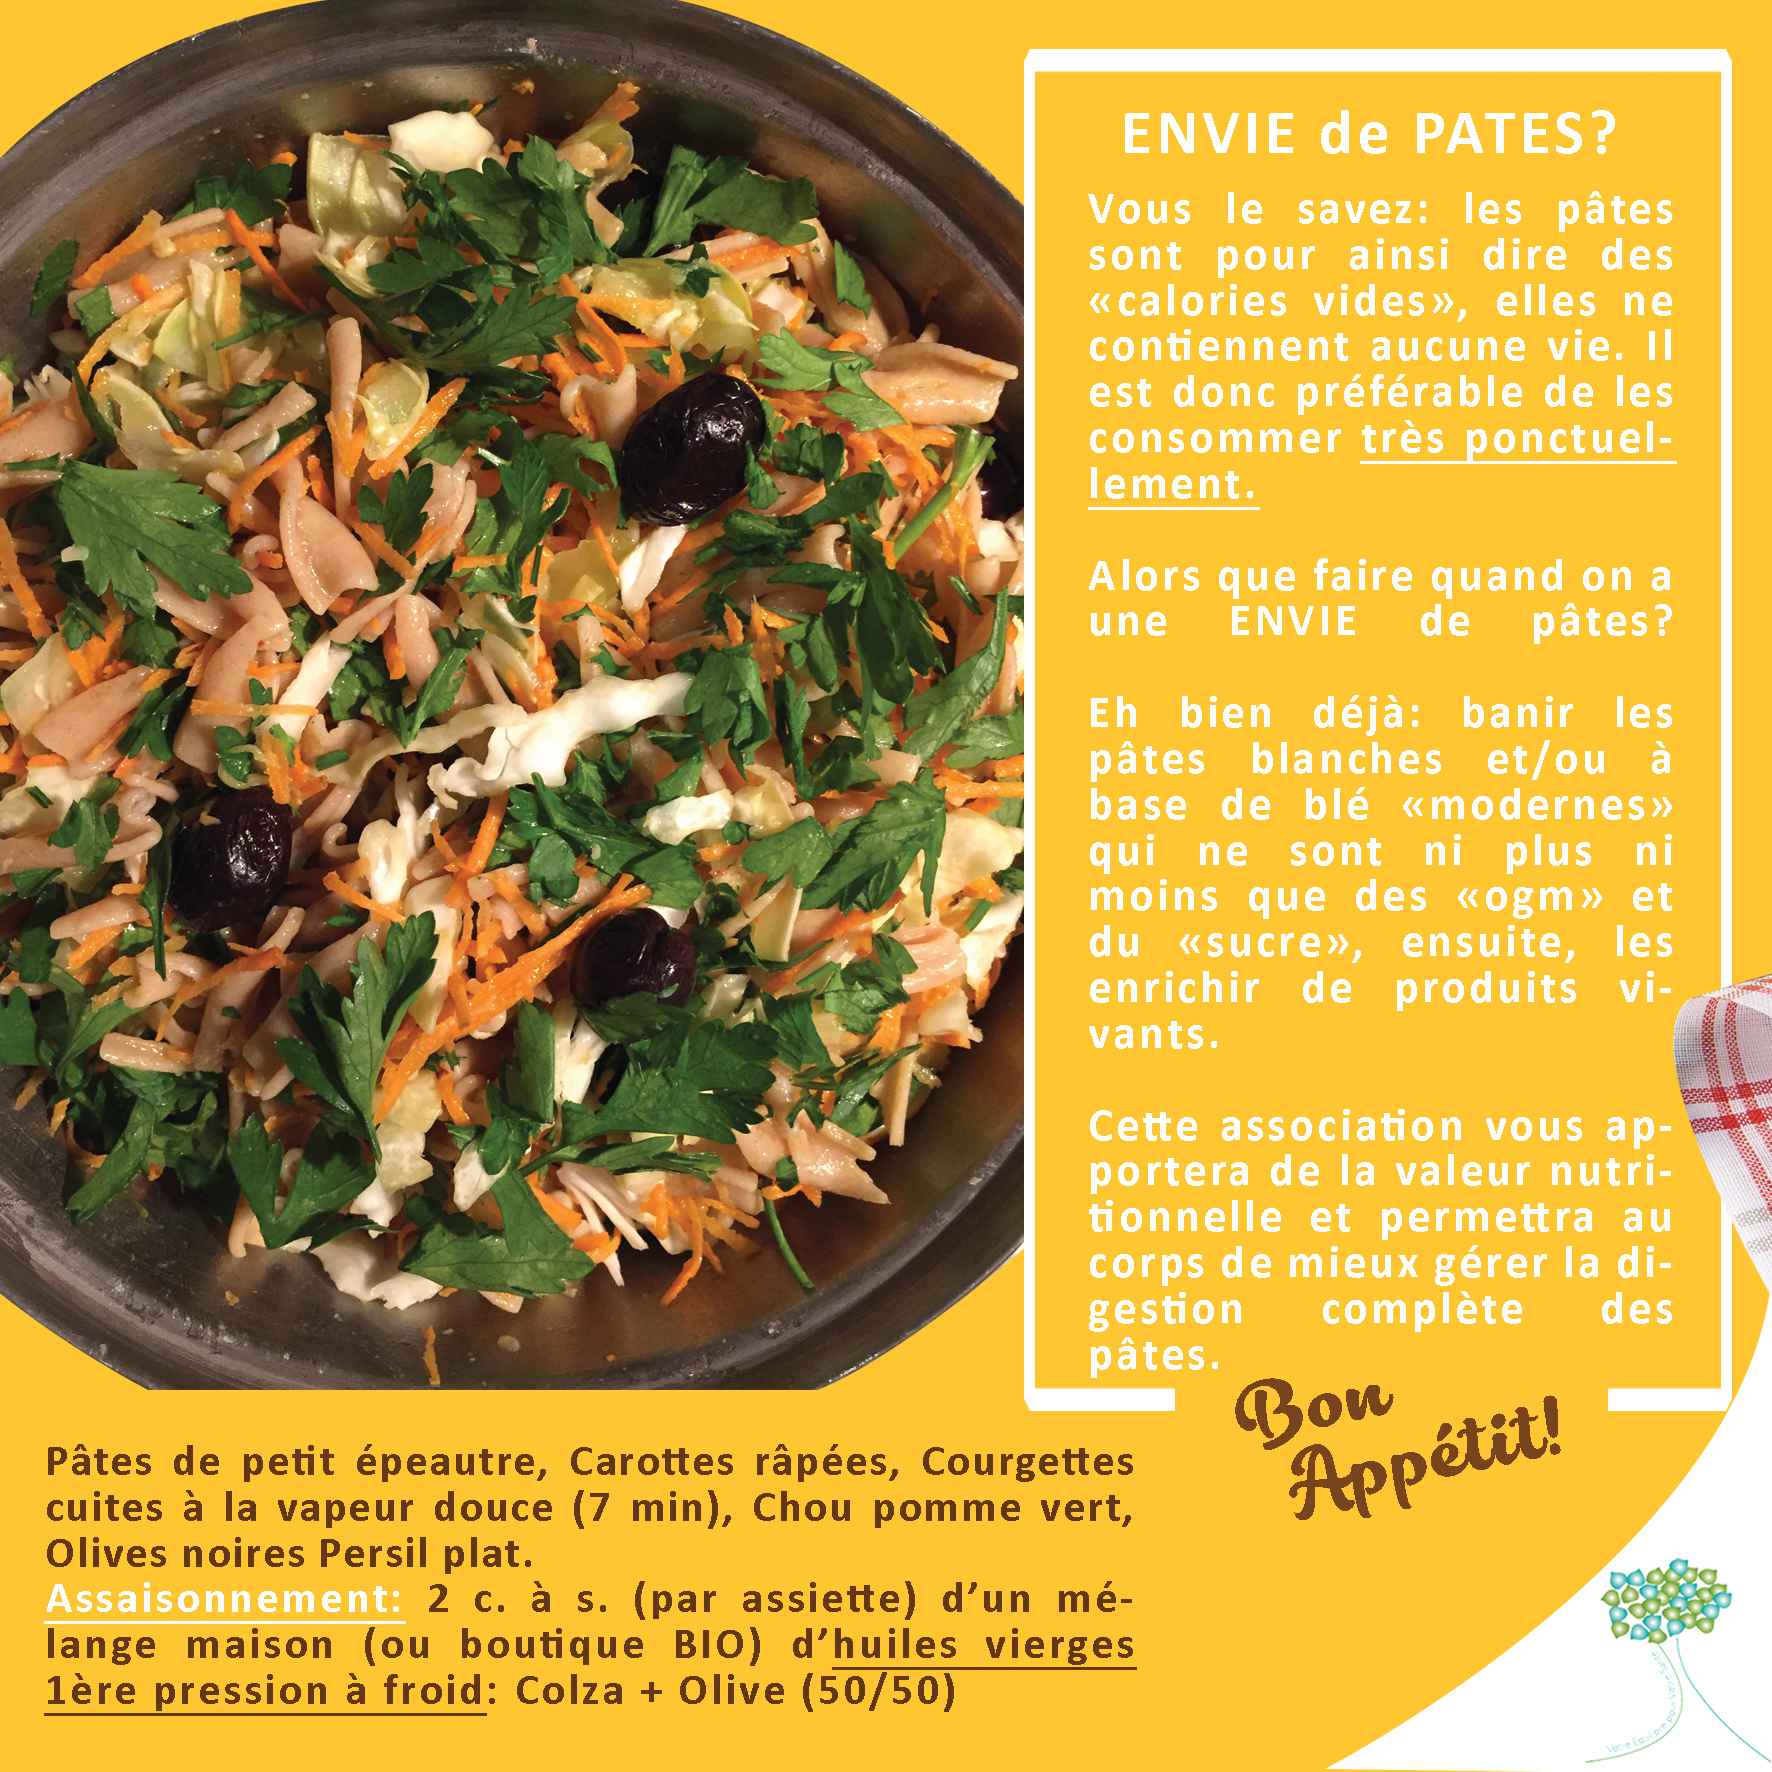 ENVIE de PATES?
Vous le savez: les pâtes
sont pour ainsi dire des
«calories vides», elles ne
contiennent aucune vie. Il
est donc préférable de les
consommer très ponctuel-
lement.
Alors que faire quand on a
une ENVIE de pâtes?
Eh bien déjà: banir les
pâtes blanches et/ou à
base de blé «modernes»
qui ne sont ni plus ni
moins que des «ogm» et
du «sucre», ensuite, les
enrichir de produits vi-
vants.
Cette association vous ap-
portera de la valeur nutri-
tionnelle et permettra au
corps de mieux gérer la di-
gestion complète des
pâtes.
Bon
Appétit!
Pâtes de petit épeautre, Carottes râpées, Courgettes
cuites à la vapeur douce (7 min), Chou pomme vert,
Olives noires Persil plat.
Assaisonnement: 2 c. à s. (par assiette) d’un mé-
lange maison (ou boutique BIO) d’huiles vierges
1ère pression à froid: Colza + Olive (50/50)